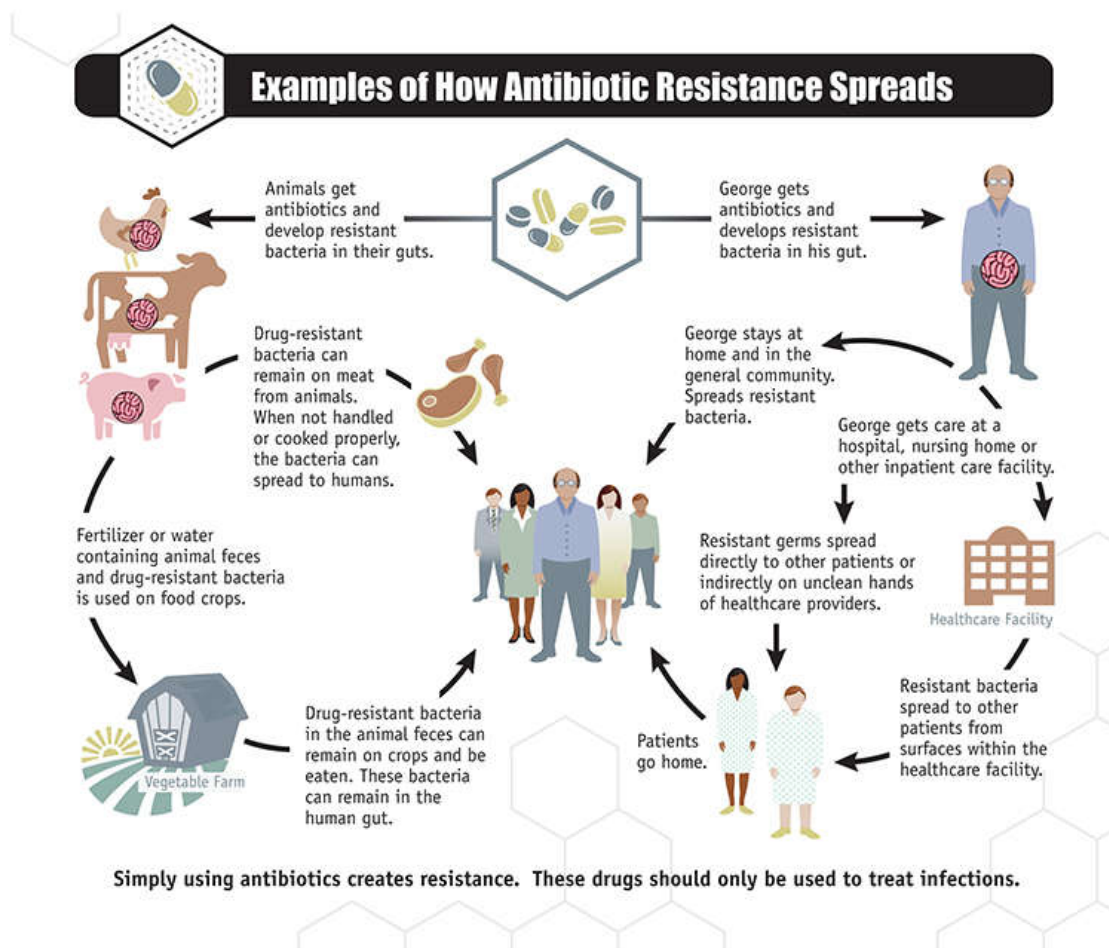 Examples of How Antibiotic Resistance Spreads
Animals get
antibiotics and
develop resistant
bacteria in their guts.
George gets
antibiotics and
develops resistant
bacteria in his gut.
Drug-resistant
bacteria can
remain on meat
from animals.
When not handled
or cooked properly,
the bacteria can
spread to humans.
George stays at
home and in the
general community.
Spreads resistant
bacteria.
George gets care at a
hospital, nursing home or
other inpatient care facility.
Fertilizer or water
containing animal feces
and drug-resistant bacteria
is used on food crops.
Resistant germs spread
directly to other patients or
indirectly on unclean hands
of healthcare providers.
Healthcare Facility
Vegetable Farm
Drug-resistant bacteria
in the animal feces can
remain on crops and be
eaten. These bacteria
can remain in the
human gut.
Patients
go home.
Resistant bacteria
spread to other
patients from
surfaces within the
healthcare facility.
Simply using antibiotics creates resistance. These drugs should only be used to treat infections.